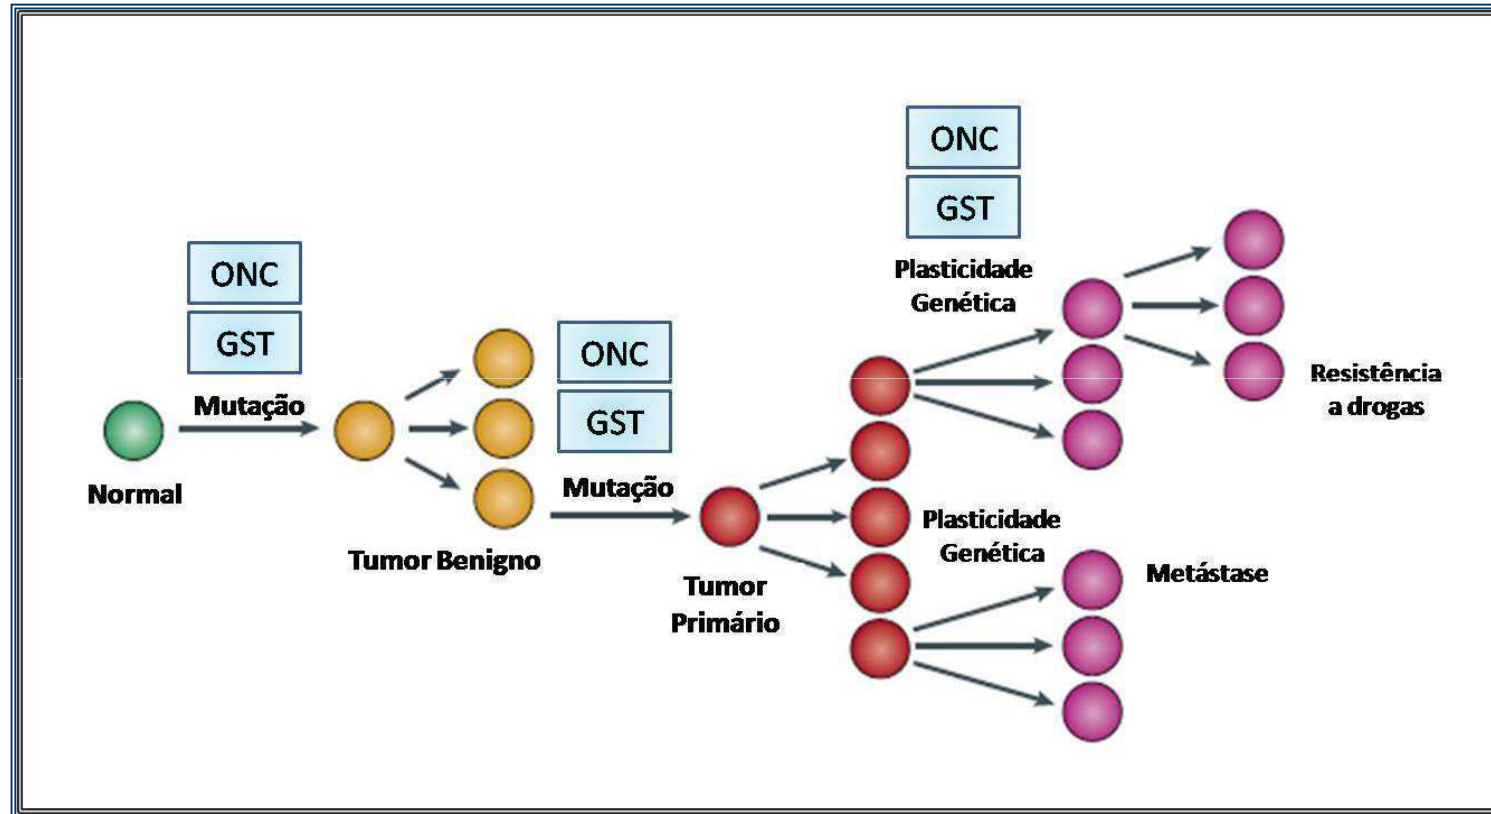 ONC
GST
Mutação
Normal
Tumor Benigno
ONC
GST
Mutação
Tumor
Primário
ONC
GST
Plasticidade
Genética
Resistência
a drogas
Plasticidade
Genética
Metástase